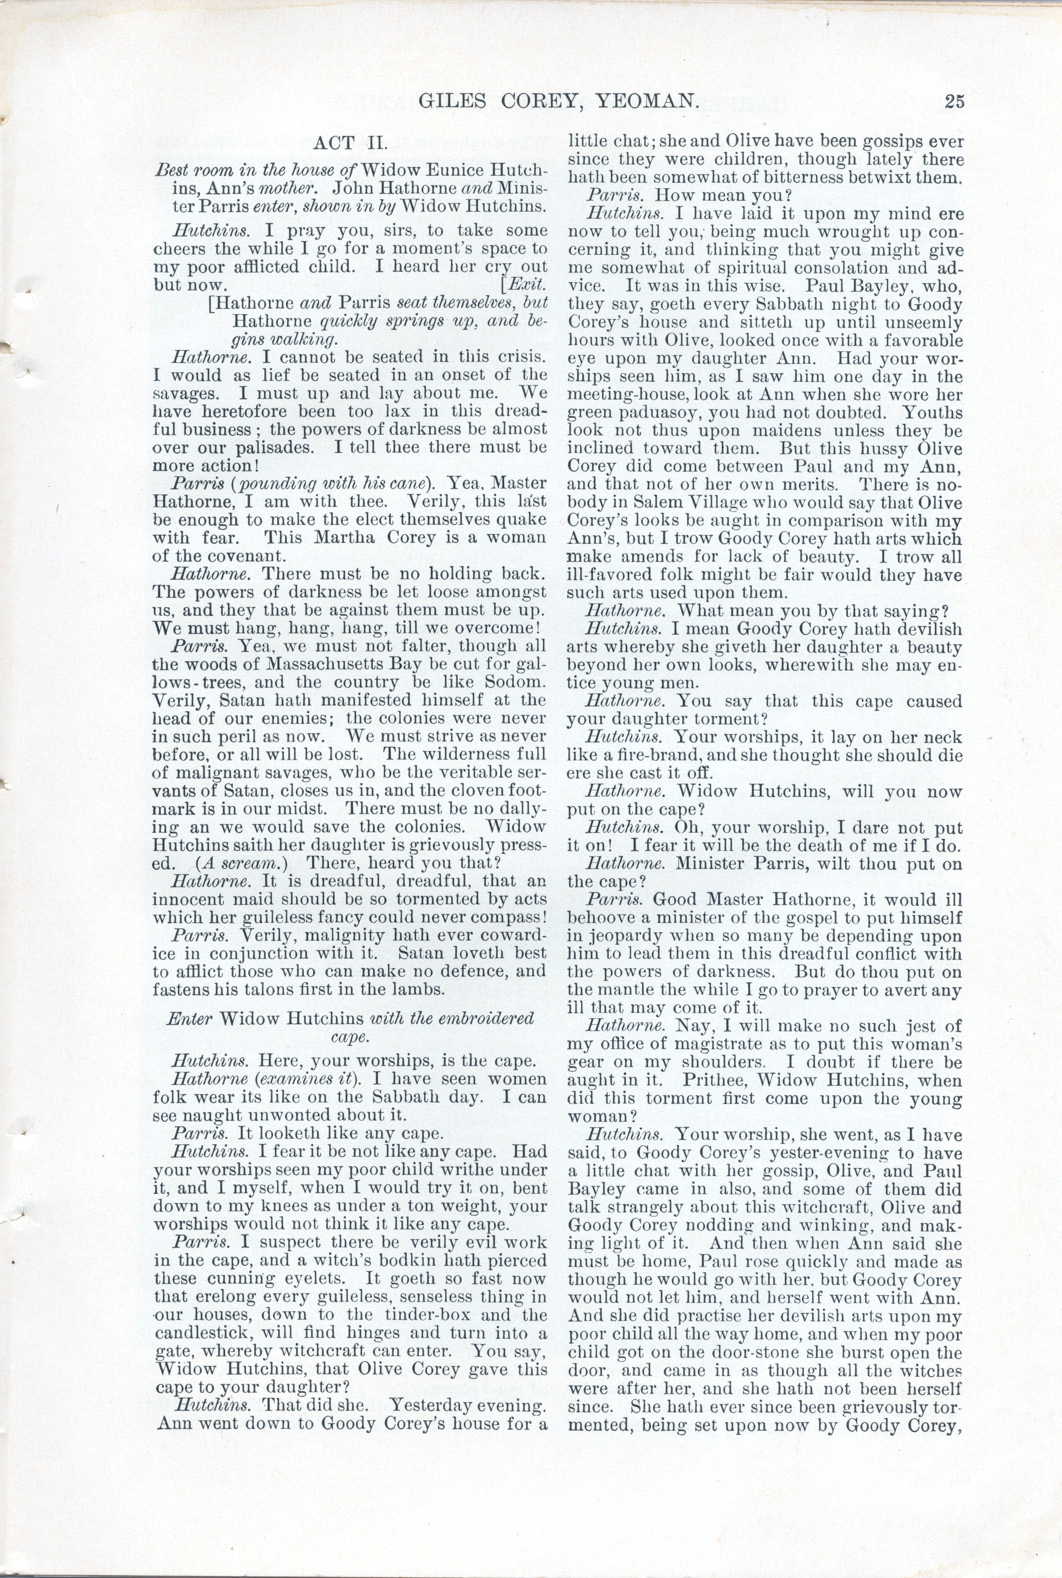 GILES COREY, YEOMAN. 25
ACT II.
Best room in the house of Widow Eunice Hutch-
ins, Ann's mother. John Hathorne and Minis-
ter Parris enter, shown in by Widow Hutchins.
Hutchins. I pray you, sirs, to take some
cheers the while I go for a moment's space to
my poor afflicted child. I heard her cry out
but now. [Exit.
[Hathorne and Parris seat themselves, but
Hathorne quickly springs up, and be-
gins walking.
Hathorne. I cannot be seated in this crisis.
I would as lief be seated in an onset of the
savages. I must up and lay about me. We
have heretofore been too lax in this dread-
ful business; the powers of darkness be almost
over our palisades. I tell thee there must be
more action!
Parris (pounding with his cane). Yea, Master
Hathorne, I am with thee. Verily, this last
be enough to make the elect themselves quake
with fear. This Martha Corey is a woman
of the covenant.
Hathorne. There must be no holding back.
The powers of darkness be let loose amongst
us, and they that be against them must be up.
We must hang, hang, hang, till we overcome!
Parris. Yea, we must not falter, though all
the woods of Massachusetts Bay be cut for gal-
lows-trees, and the country be like Sodom.
Verily, Satan hath manifested himself at the
head of our enemies; the colonies were never
in such peril as now. We must strive as never
before, or all will be lost. The wilderness full
of malignant savages, who be the veritable ser-
vants of Satan, closes us in, and the cloven foot-
mark is in our midst. There must be no dally-
ing an we would save the colonies. Widow
Hutchins saith her daughter is grievously press-
ed. (A scream.) There, heard you that?
Hathorne. It is dreadful, dreadful, that an
innocent maid should be so tormented by acts
which her guileless fancy could never compass!
Parris. Verily, malignity hath ever coward-
ice in conjunction with it. Satan loveth best
to afflict those who can make no defence, and
fastens his talons first in the lambs.
Enter Widow Hutchins with the embroidered
cape.
Hutchins. Here, your worships, is the cape.
Hathorne (examines it). I have seen women
folk wear its like on the Sabbath day. I can
see naught unwonted about it.
Parris. It looketh like any cape.
Hutchins. I fear it be not like any cape. Had
your worships seen my poor child writhe under
it, and I myself, when I would try it on, bent
down to my knees as under a ton weight, your
worships would not think it like any cape.
Parris. I suspect there be verily evil work
in the cape, and a witch's bodkin hath pierced
these cunning eyelets. It goeth so fast now
that erelong every guileless, senseless thing in
our houses, down to the tinder-box and the
candlestick, will find hinges and turn into a
gate, whereby witchcraft can enter. You say,
Widow Hutchins, that Olive Corey gave this
cape to your daughter?
Hutchins. That did she. Yesterday evening.
Ann went down to Goody Corey's house for a
little chat; she and Olive have been gossips ever
since they were children, though lately there
hath been somewhat of bitterness betwixt them.
Parris. How mean you?
Hutchins. I have laid it upon my mind ere
now to tell you, being much wrought up con-
cerning it, and thinking that you might give
me somewhat of spiritual consolation and ad-
vice. It was in this wise. Paul Bayley, who,
they say, goeth every Sabbath night to Goody
Corey's house and sitteth up until unseemly
hours with Olive, looked once with a favorable
eye upon my daughter Ann. Had your wor-
ships seen him, as I saw him one day in the
meeting-house, look at Ann when she wore her
green paduasoy, you had not doubted. Youths
look not thus upon maidens unless they be
inclined toward them. But this hussy Olive
Corey did come between Paul and my Ann,
and that not of her own merits. There is no-
body in Salem Village who would say that Olive
Corey's looks be aught in comparison with my
Ann's, but I trow Goody Corey hath arts which
make amends for lack of beauty. I trow all
ill-favored folk might be fair would they have
such arts used upon them.
Hathorne. What mean you by that saying?
Hutchins. I mean Goody Corey hath devilish
arts whereby she giveth her daughter a beauty
beyond her own looks, wherewith she may en-
tice young men.
Hathorne. You say that this cape caused
your daughter torment?
Hutchins. Your worships, it lay on her neck
like a fire-brand, and she thought she should die
ere she cast it off.
Hathorne. Widow Hutchins, will you now
put on the cape?
Hutchins. Oh, your worship, I dare not put
it on! I fear it will be the death of me if I do.
Hathorne. Minister Parris, wilt thou put on
the cape?
Parris. Good Master Hathorne, it would ill
behoove a minister of the gospel to put himself
in jeopardy when so many be depending upon
him to lead them in this dreadful conflict with
the powers of darkness. But do thou put on
the mantle the while I go to prayer to avert any
ill that may come of it.
Hathorne. Nay, I will make no such jest of
my office of magistrate as to put this woman's
gear on my shoulders. I doubt if there be
aught in it. Prithee, Widow Hutchins, when
did this torment first come upon the young
woman?
Hutchins. Your worship, she went, as I have
said, to Goody Corey's yester-evening to have
a little chat with her gossip, Olive, and Paul
Bayley came in also, and some of them did
talk strangely about this witchcraft, Olive and
Goody Corey nodding and winking, and mak-
ing light of it. And then when Ann said she
must be home, Paul rose quickly and made as
though he would go with her, but Goody Corey
would not let him, and herself went with Ann.
And she did practise her devilish arts upon my
poor child all the way home, and when my poor
child got on the door-stone she burst open the
door, and came in as though all the witches
were after her, and she hath not been herself
since. She hath ever since been grievously tor-
mented, being set upon now by Goody Corey,